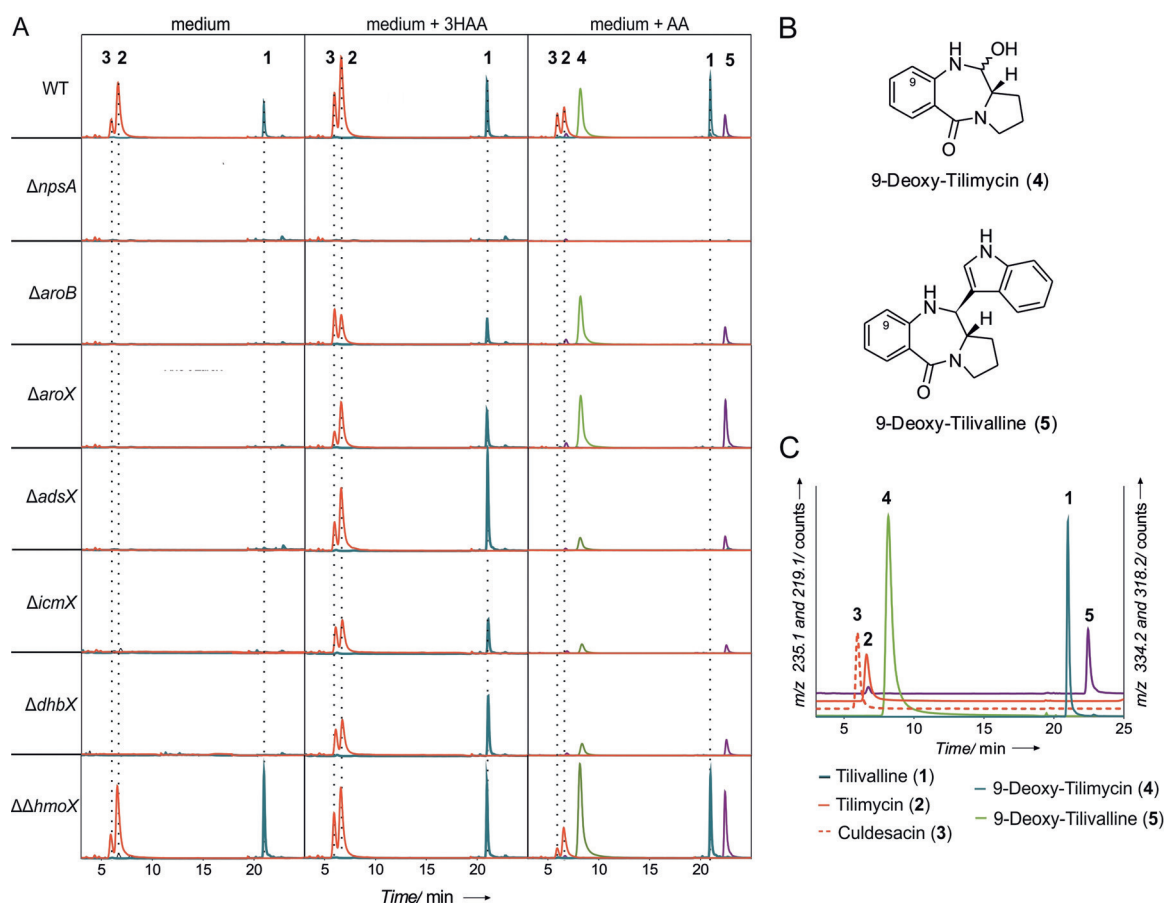 A
medium
medium + 3HAA
medium + AA
3 2 1
3 2 1
3 2 4 1 5
WT
ΔnpsA
ΔaroB
ΔaroX
ΔadsX
ΔicmX
ΔdhbX
ΔΔhmoX
5 10 20
5 10 20
5 10 20
Time/ min
B
H
N
OH
9
H
N
O
9-Deoxy-Tilimycin (4)
H
N
H
N
9
H
N
O
9-Deoxy-Tilivalline (5)
C
m/z 235.1 and 219.1/ counts
m/z 334.2 and 318.2/ counts
4
1
3
2
5
5 10 15 20 25
Time/ min
Tilivalline (1)
Tilimycin (2)
Culdesacin (3)
9-Deoxy-Tilimycin (4)
9-Deoxy-Tilivalline (5)